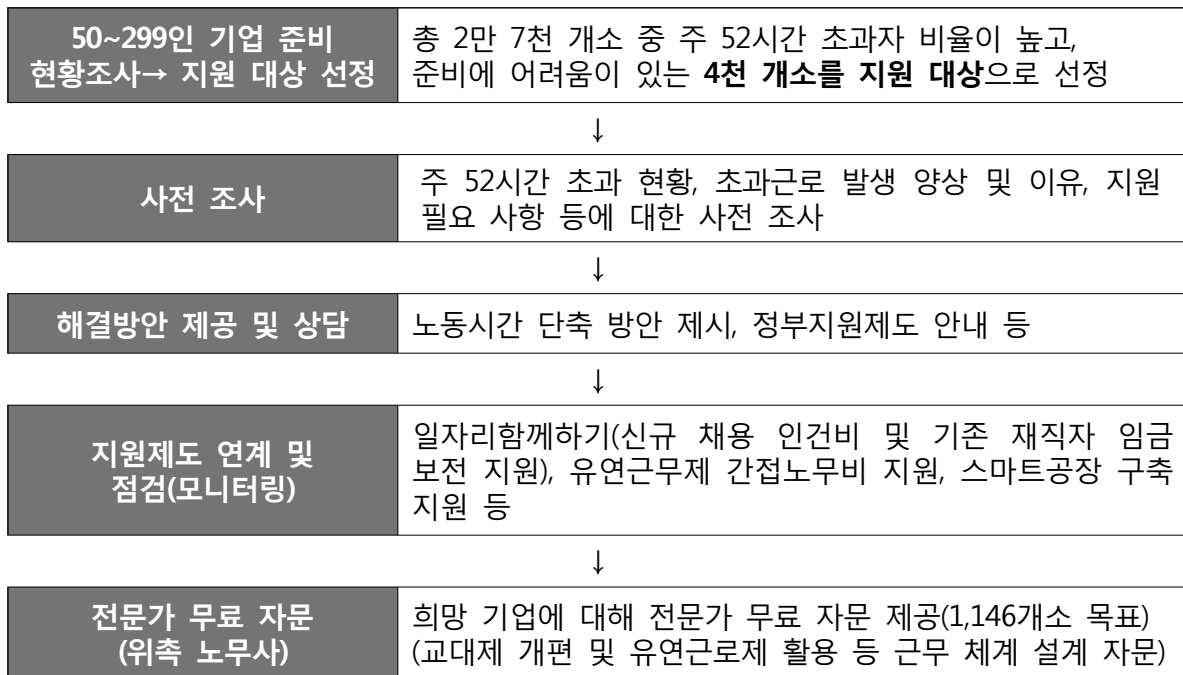 50~299인 기업 준비
현황조사→ 지원 대상 선정
총 2만 7천 개소 중 주 52시간 초과자 비율이 높고,
준비에 어려움이 있는 4천 개소를 지원 대상으로 선정
↓
사전 조사
주 52시간 초과 현황, 초과근로 발생 양상 및 이유, 지원
필요 사항 등에 대한 사전 조사
↓
해결방안 제공 및 상담
노동시간 단축 방안 제시, 정부지원제도 안내 등
↓
지원제도 연계 및
점검(모니터링)
일자리함께하기(신규 채용 인건비 및 기존 재직자 임금
보전 지원), 유연근무제 간접노무비 지원, 스마트공장 구축
지원 등
↓
전문가 무료 자문
(위촉 노무사)
희망 기업에 대해 전문가 무료 자문 제공(1,146개소 목표)
(교대제 개편 및 유연근로제 활용 등 근무 체계 설계 자문)